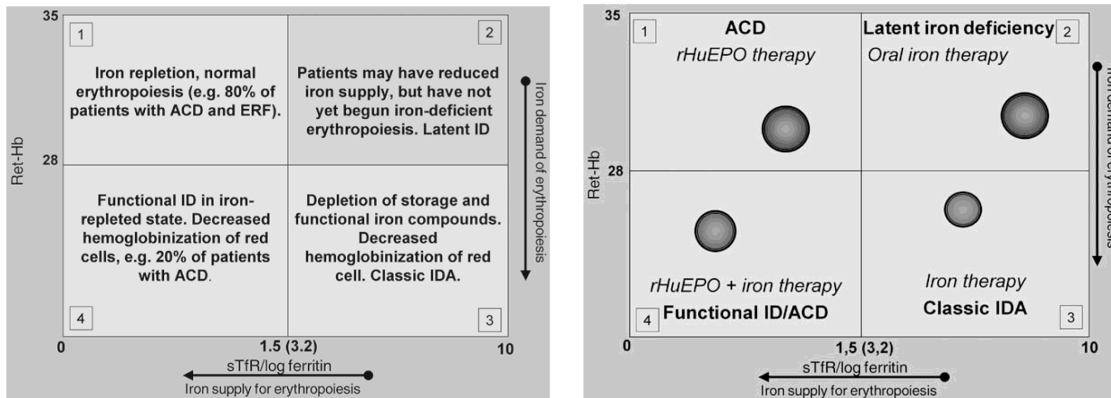 35
1
2
Iron repletion, normal
erythropoiesis (e.g. 80% of
patients with ACD and ERF).
Patients may have reduced
iron supply, but have not
yet begun iron-deficient
erythropoiesis. Latent ID
Ret-Hb
28
Iron demand of erythropoiesis
Functional ID in iron-
repleted state. Decreased
hemoglobinization of red
cells, e.g. 20% of patients
with ACD.
Depletion of storage and
functional iron compounds.
Decreased
hemoglobinization of red
cell. Classic IDA.
4
3
0
1.5 (3.2)
10
sTfR/log ferritin
Iron supply for erythropoiesis
35
1
ACD
rHuEPO therapy
Latent iron deficiency
2
Oral iron therapy
Ret-Hb
28
Iron demand of erythropoiesis
rHuEPO + iron therapy
Functional ID/ACD
4
Iron therapy
Classic IDA
3
0
1,5 (3,2)
10
sTfR/log ferritin
Iron supply for erythropoiesis